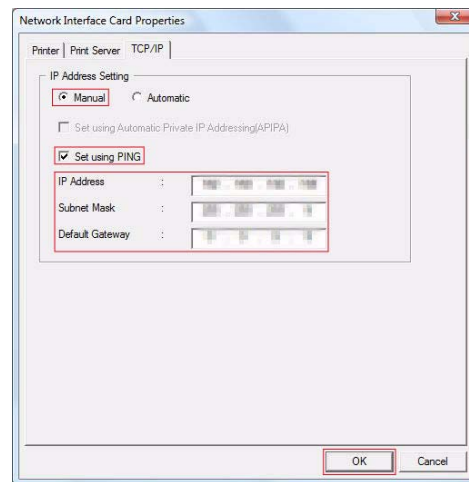 Network Interface Card Properties
Printer Print Server TCP/IP
IP Address Setting
Manual Automatic
Set using Automatic Private IP Addressing(APIPA)
Set using PING
IP Address :
Subnet Mask :
Default Gateway :
OK Cancel